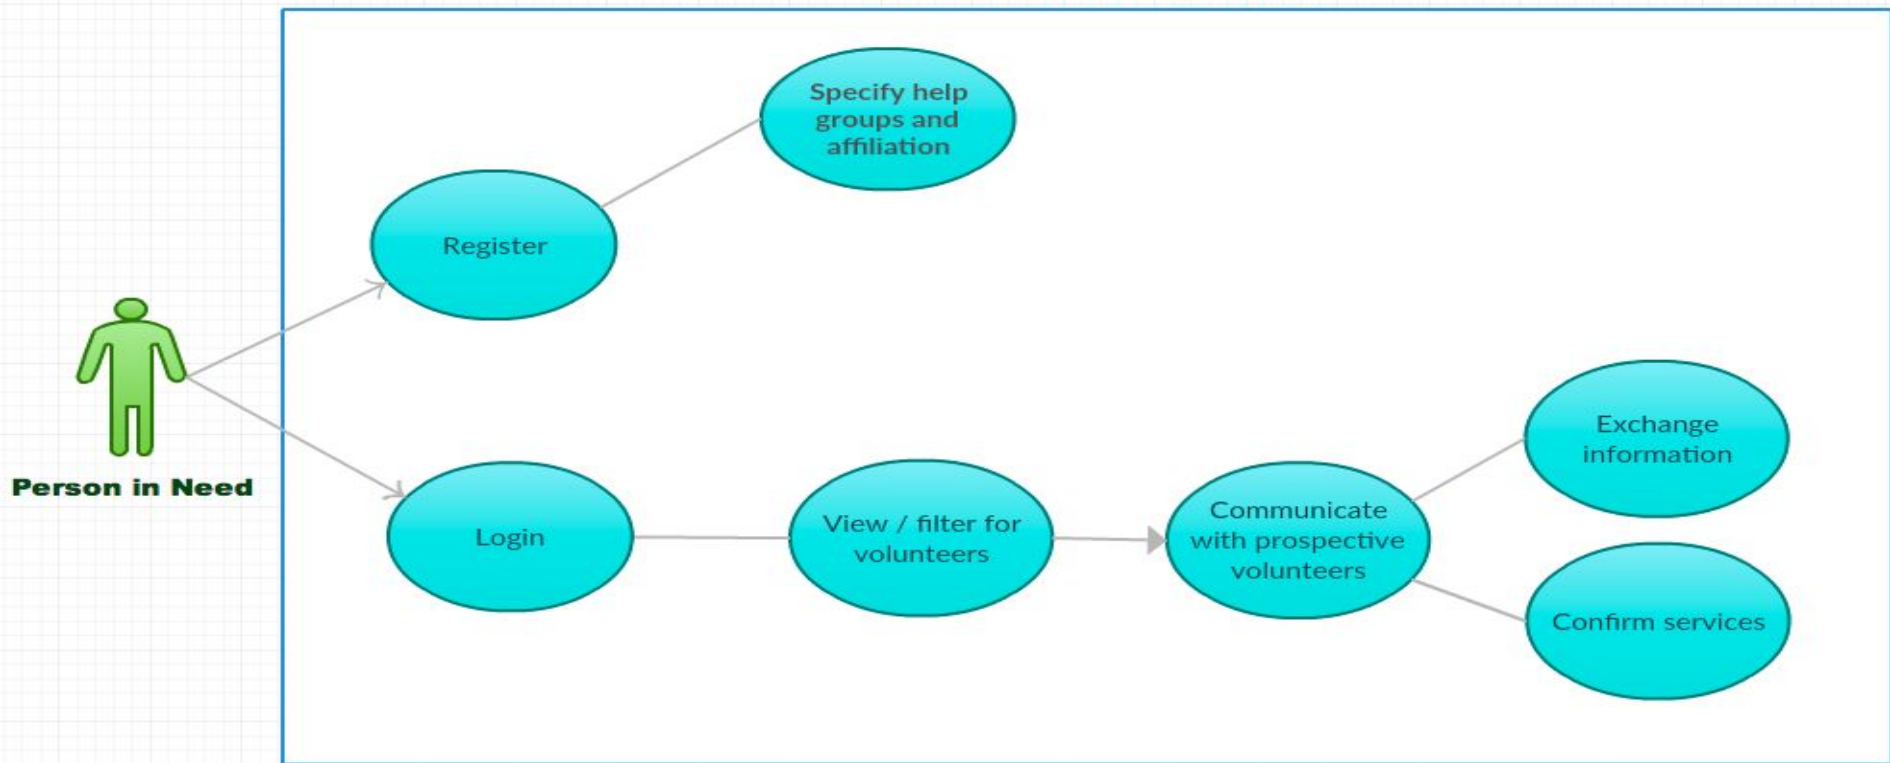 Specify help
groups and
affiliation
Register
Person in Need
Login
View / filter for
volunteers
Communicate
with prospective
volunteers
Exchange
information
Confirm services